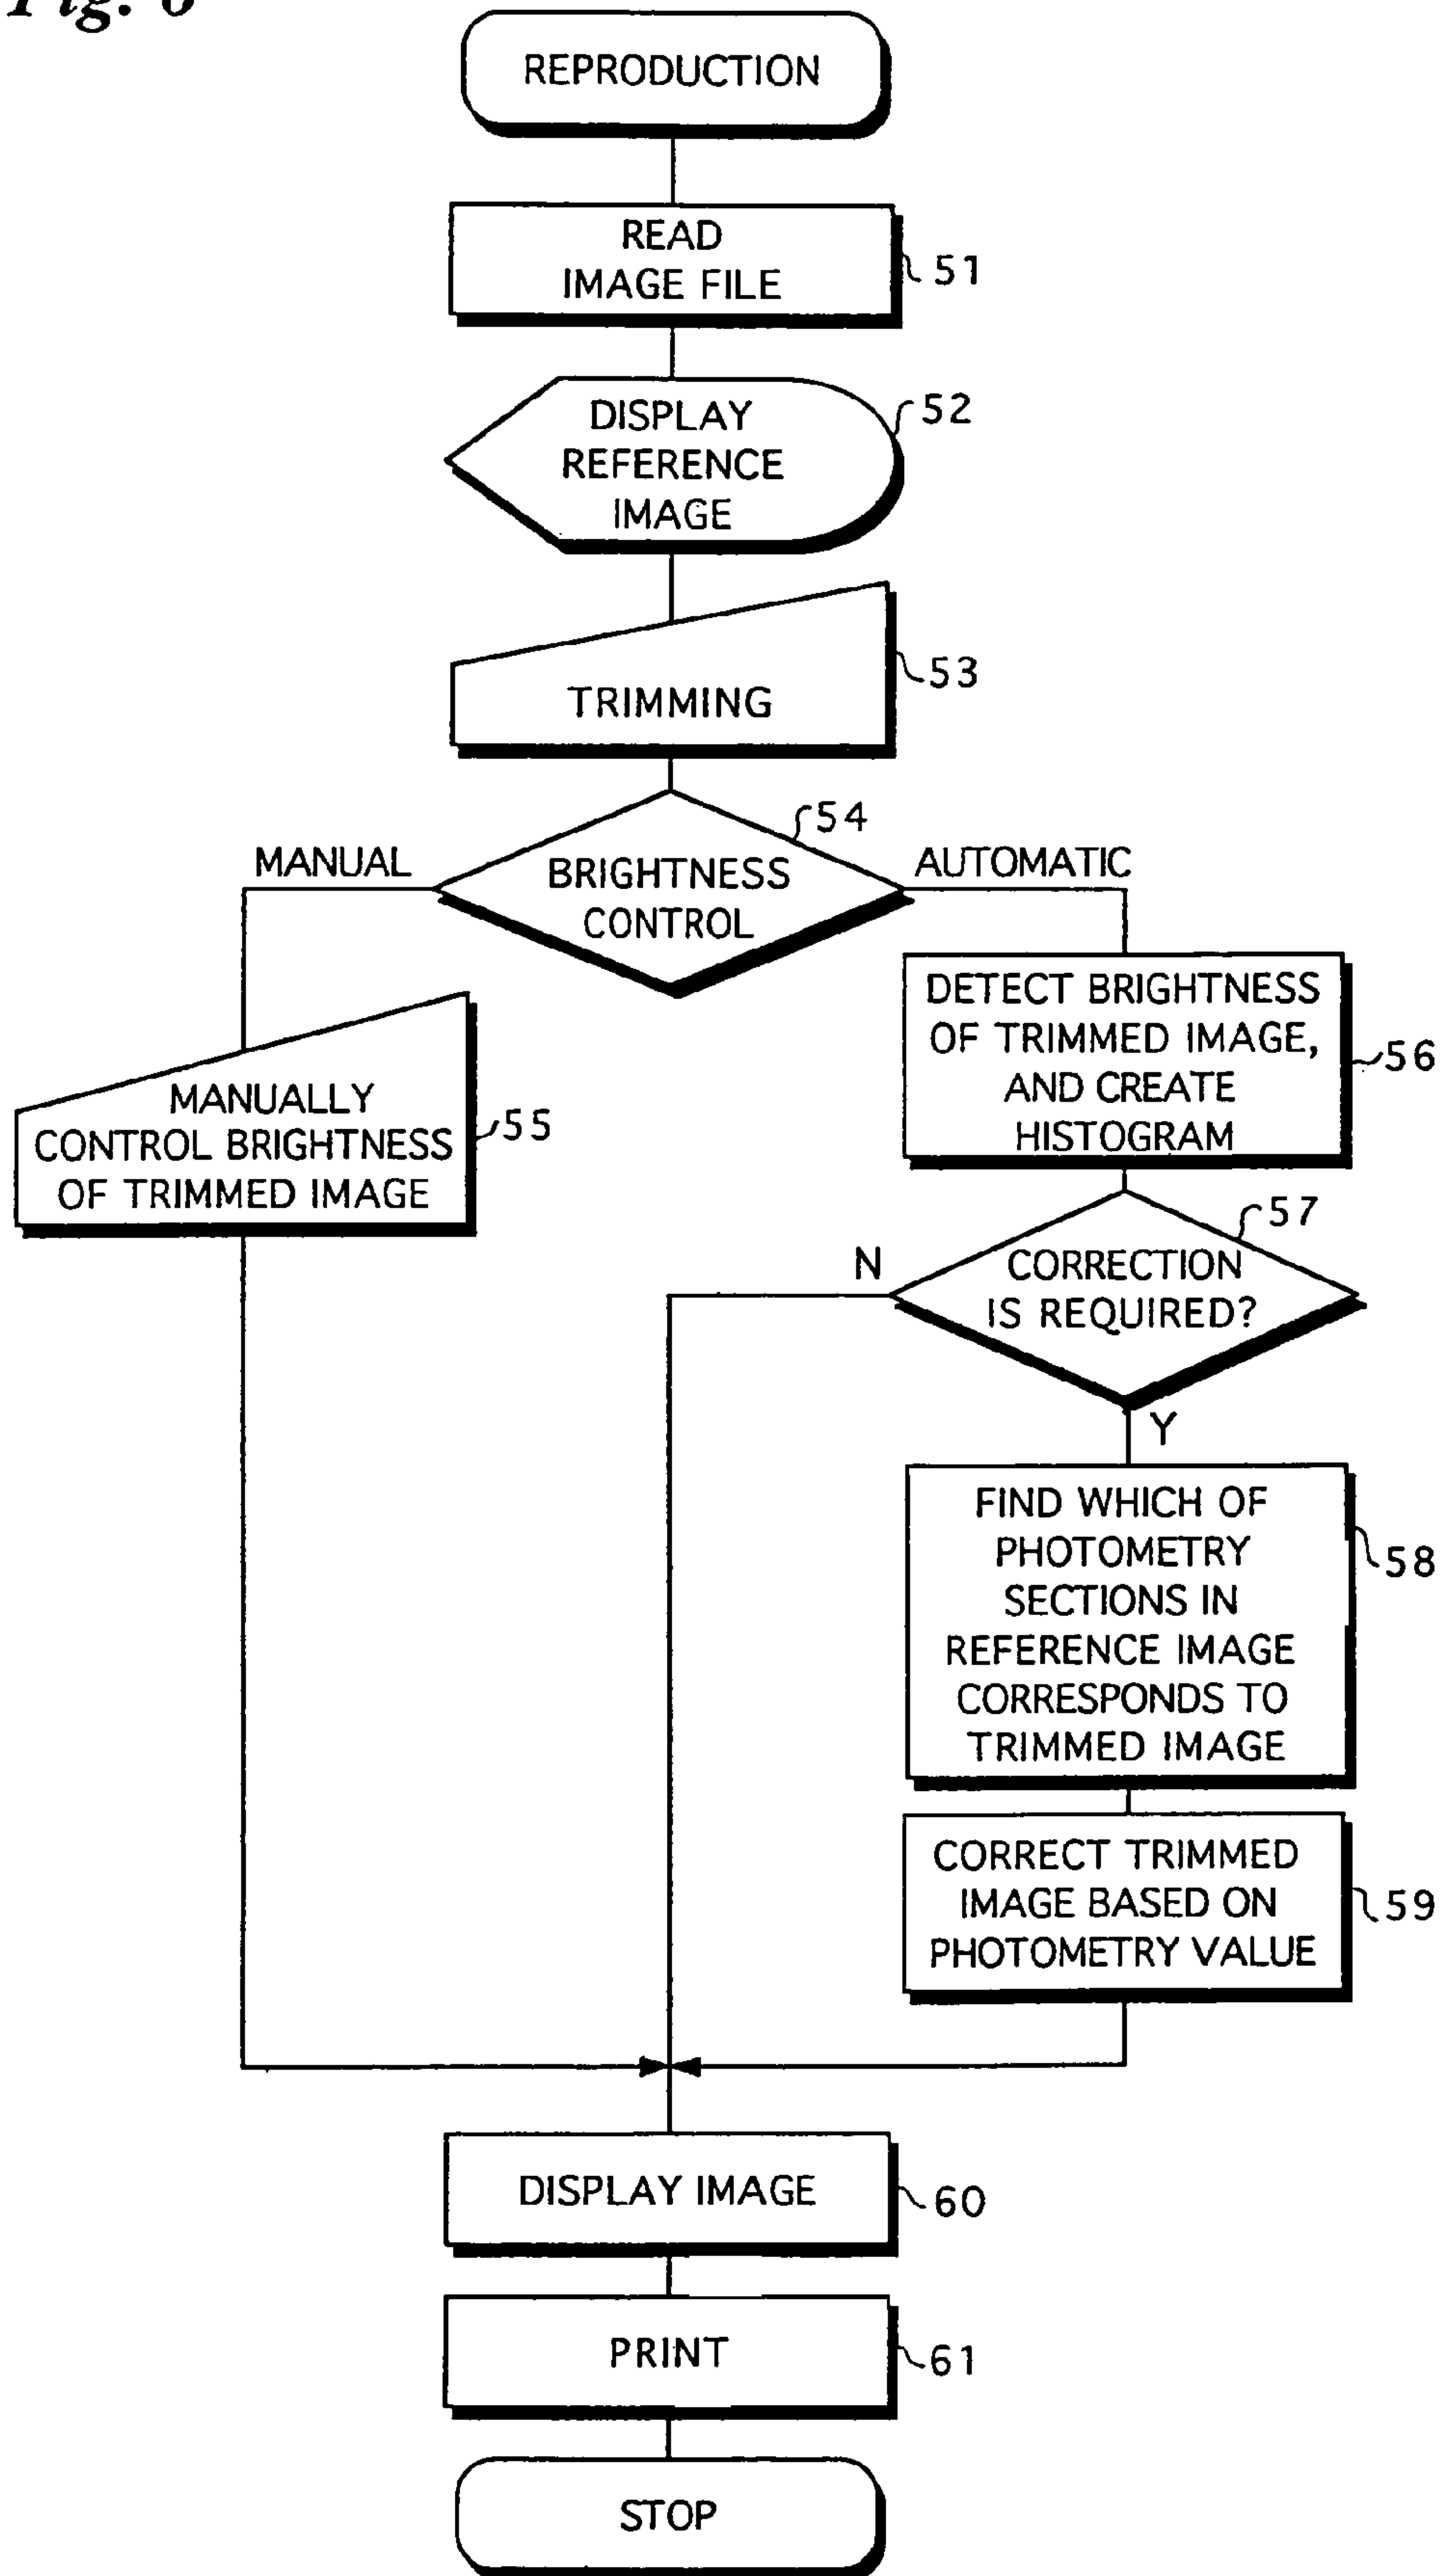 Fig. 6
REPRODUCTION
READ
IMAGE FILE
51
DISPLAY
REFERENCE
IMAGE
52
TRIMMING
53
54
MANUAL
BRIGHTNESS
CONTROL
AUTOMATIC
MANUALLY
CONTROL BRIGHTNESS
OF TRIMMED IMAGE
55
DETECT BRIGHTNESS
OF TRIMMED IMAGE,
AND CREATE
HISTOGRAM
56
57
N
CORRECTION
IS REQUIRED?
Y
FIND WHICH OF
PHOTOMETRY
SECTIONS IN
REFERENCE IMAGE
CORRESPONDS TO
TRIMMED IMAGE
58
CORRECT TRIMMED
IMAGE BASED ON
PHOTOMETRY VALUE
59
DISPLAY IMAGE
60
PRINT
61
STOP